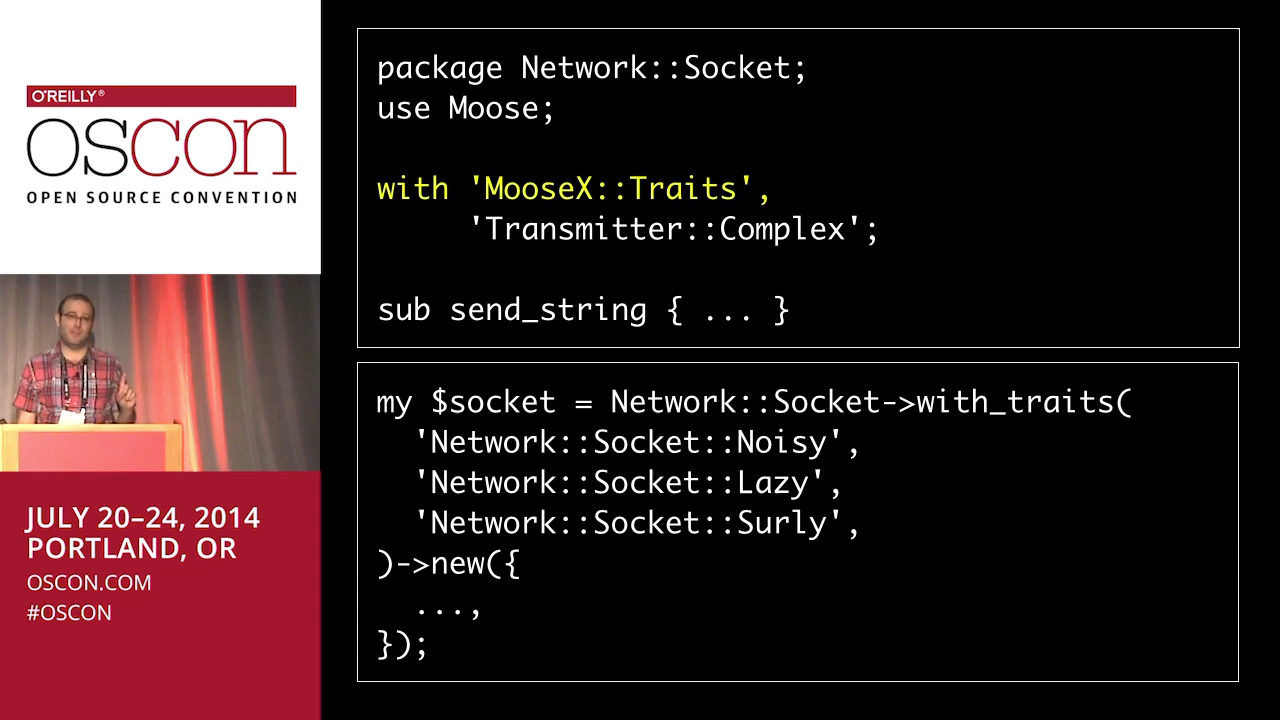 O'REILLY®
OSCON
OPEN SOURCE CONVENTION
JULY 20–24, 2014
PORTLAND, OR
OSCON.COM
#OSCON
package Network::Socket;
use Moose;
with 'MooseX::Traits',
'Transmitter::Complex';
sub send_string { ... }
my $socket = Network::Socket->with_traits(
'Network::Socket::Noisy',
'Network::Socket::Lazy',
'Network::Socket::Surly',
)->new({
...,
});